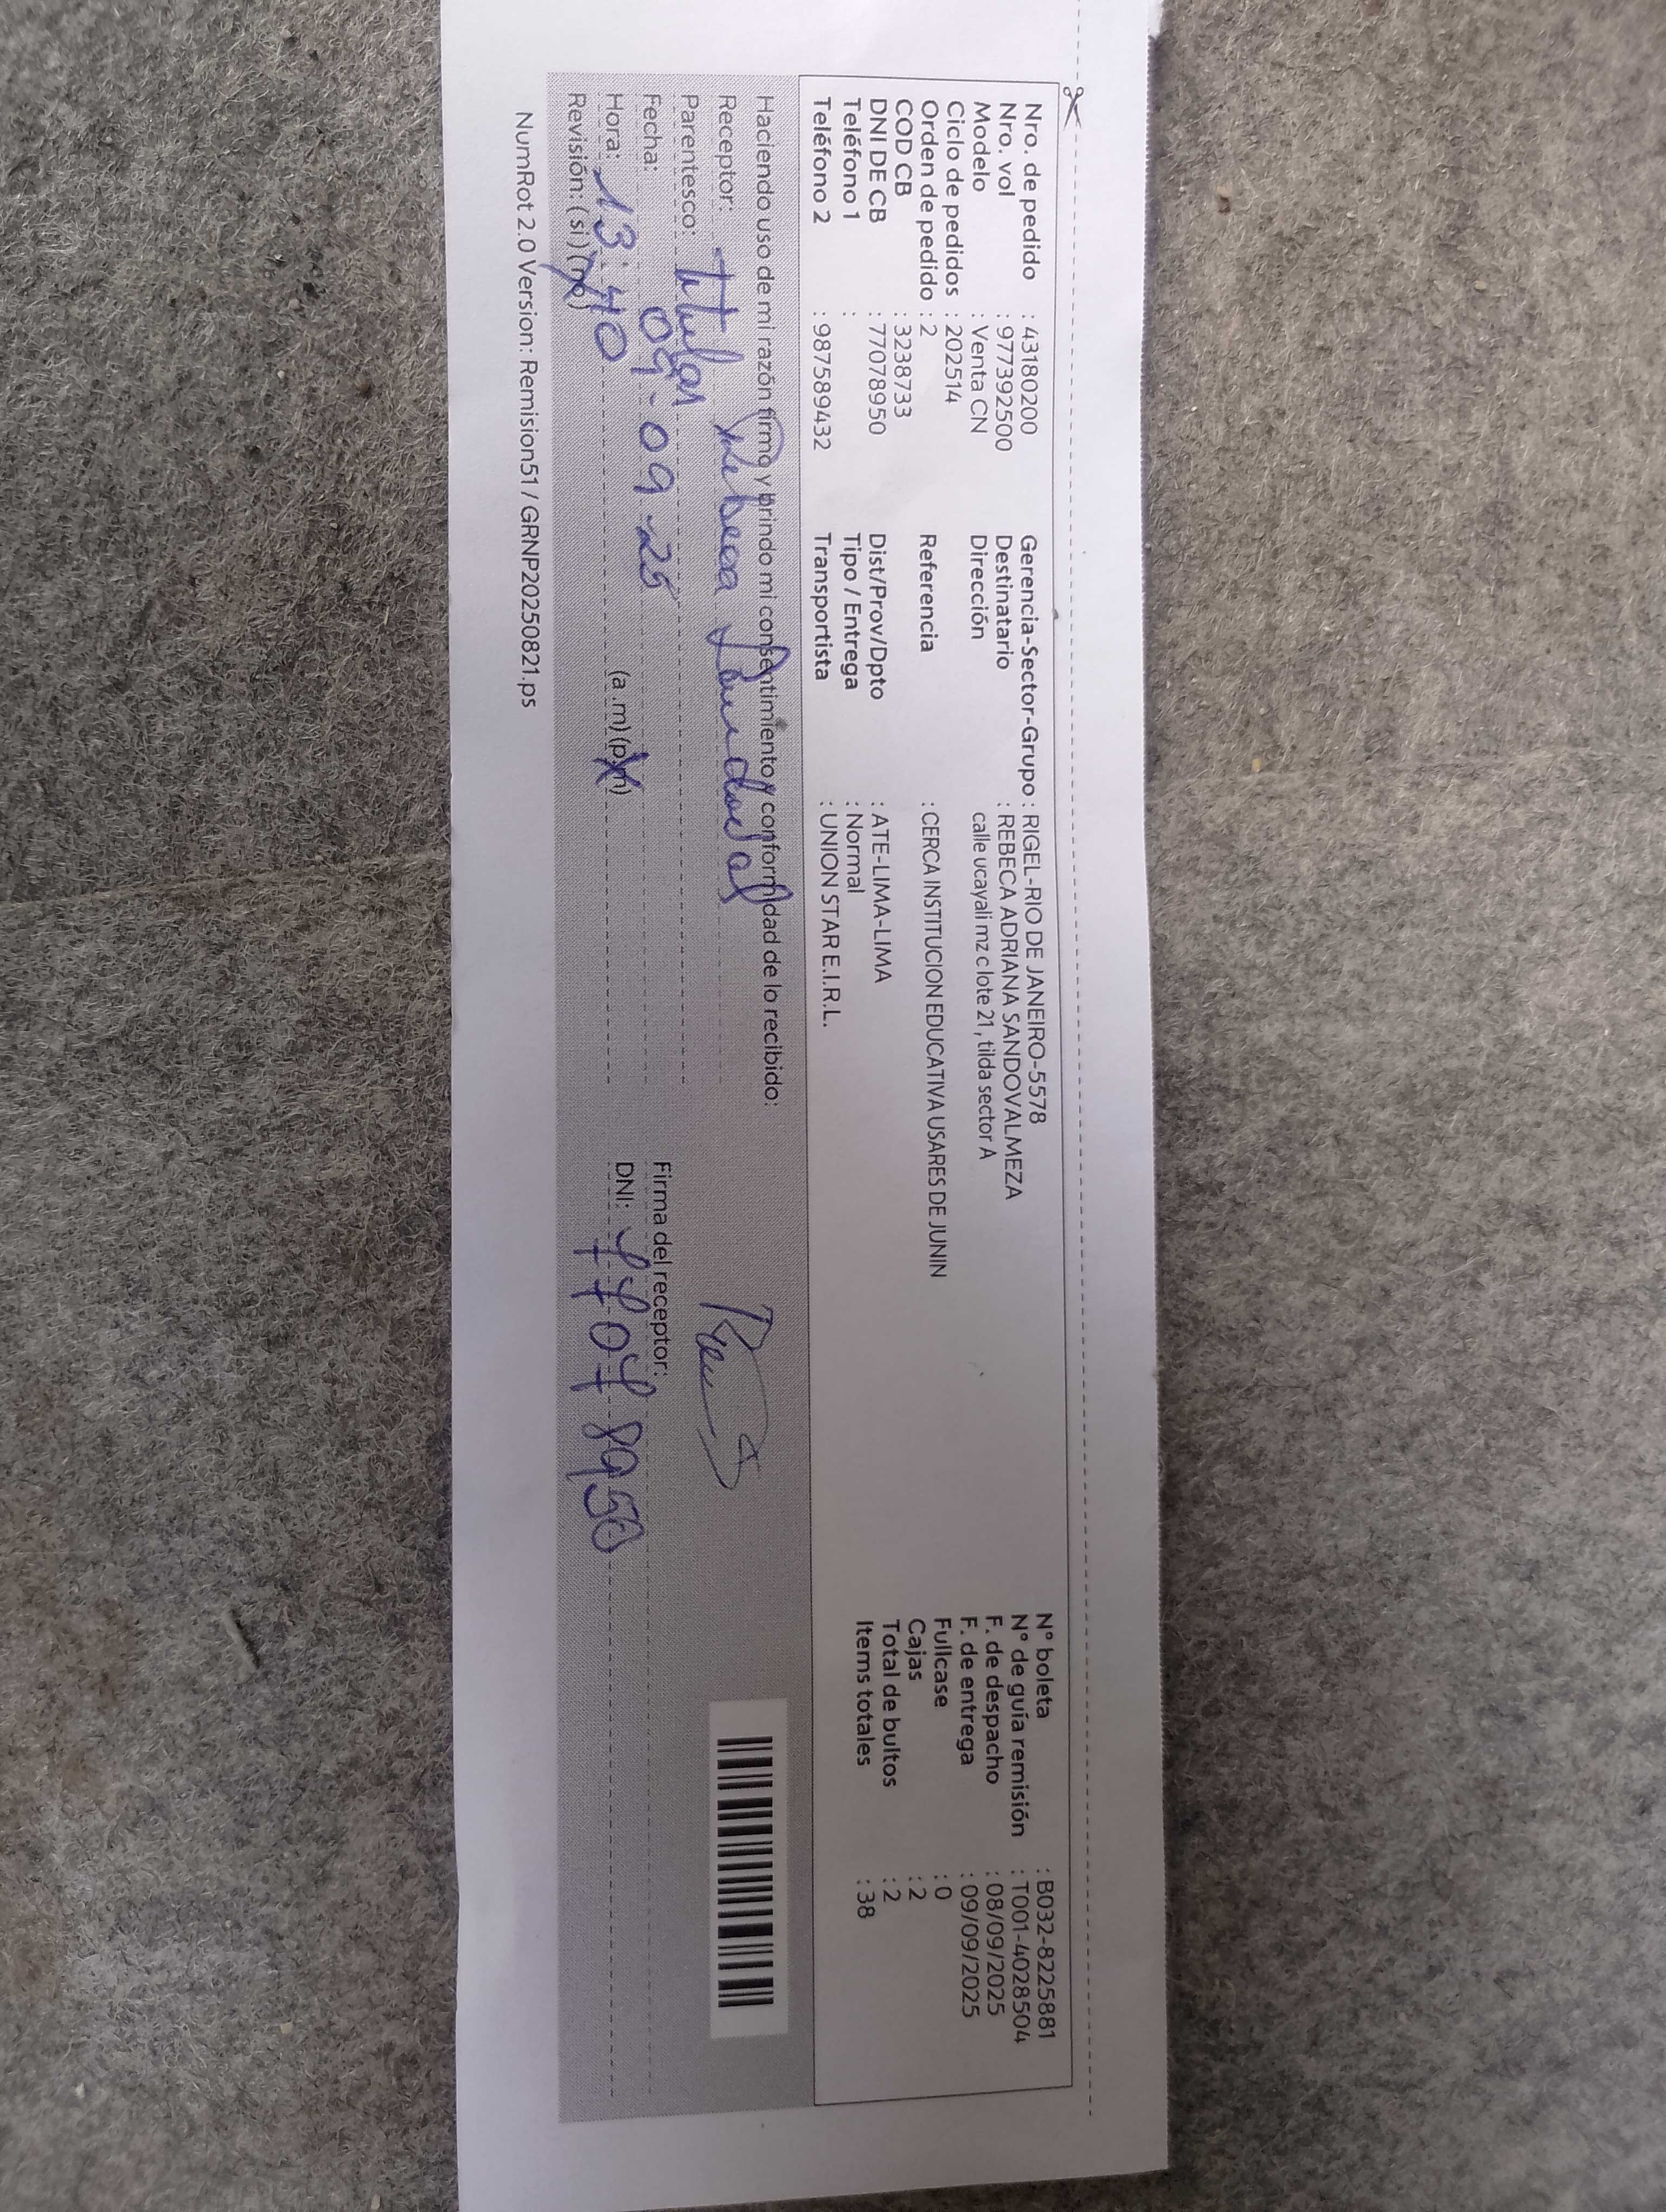 Nro. de pedido : 43180200 Gerencia-Sector-Grupo : RIGEL-RIO DE JANEIRO-5578 N° boleta : B032-8225881
Nro. vol : 977392500 Destinatario : REBECA ADRIANA SANDOVALMEZA N° de guía remisión : T001-4028504
Modelo : Venta CN Dirección calle ucayali mz c lote 21, tilda sector A F. de despacho : 08/09/2025
Ciclo de pedidos : 202514 F. de entrega : 09/09/2025
Orden de pedido : 2 Referencia : CERCA INSTITUCION EDUCATIVA USARES DE JUNIN Fullcase : 0
COD CB : 3238733 Cajas : 2
DNI DE CB : 77078950 Dist/Prov/Dpto : ATE-LIMA-LIMA Total de bultos : 2
Teléfono 1 : Tipo / Entrega : Normal Items totales : 38
Teléfono 2 : 987589432 Transportista : UNION STAR E.I.R.L.
Haciendo uso de mi razón firmo y brindo mi consentimiento y conformidad de lo recibido:
Receptor: Rebeca Sandoval
Parentesco: titular
Fecha: 09-09-25 Firma del receptor:
Hora: 13:40 (a.m) (p.m) DNI: 77078950
Revisión: (si) (no)
NumRot 2.0 Version: Remision51 / GRNP20250821.ps